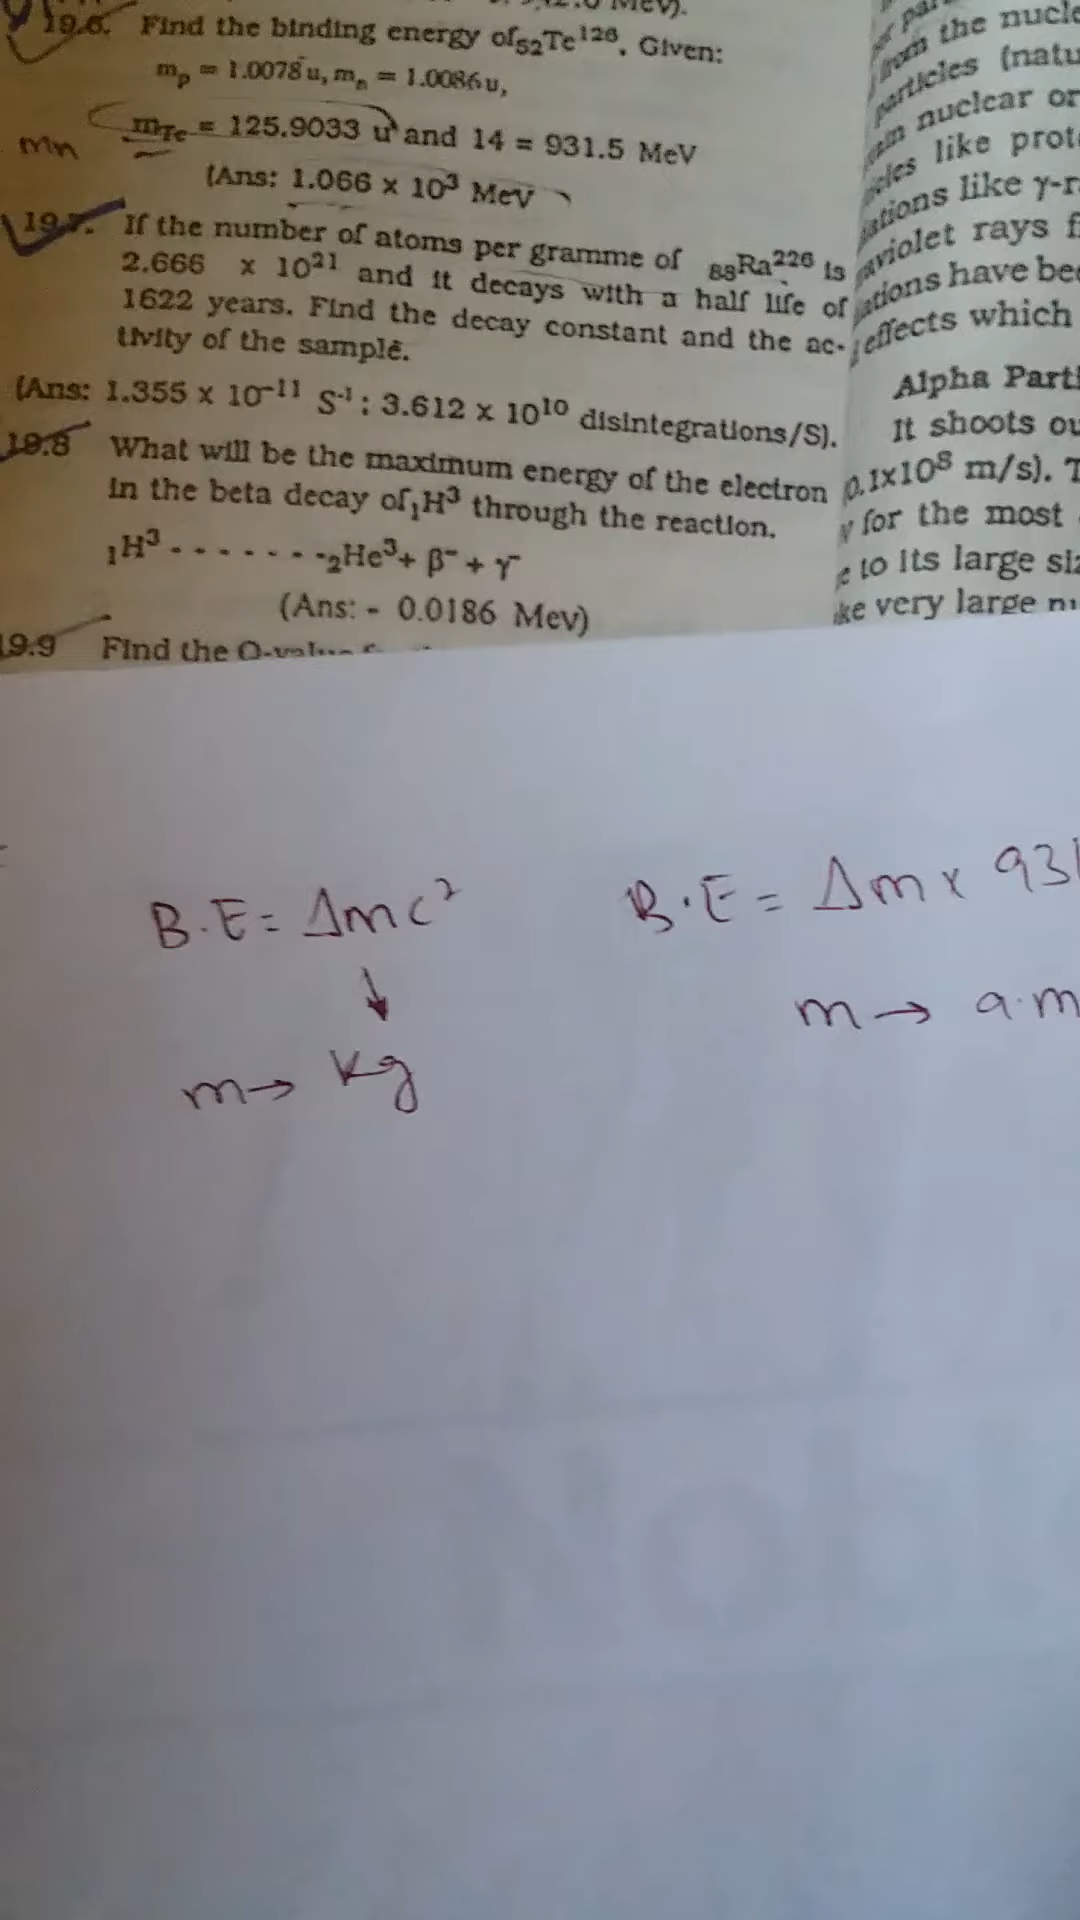 19.6. Find the binding energy of ₅₂Te¹²⁶. Given:
mₚ = 1.0078 u, mₙ = 1.0086 u,
mn
m_Te = 125.9033 u and 14 = 931.5 MeV
(Ans: 1.066 × 10³ MeV
19.7. If the number of atoms per gramme of ₈₈Ra²²⁶ is
2.666 x 10²¹ and it decays with a half life of
1622 years. Find the decay constant and the ac-
tivity of the sample.
(Ans: 1.355 x 10⁻¹¹ S⁻¹ : 3.612 x 10¹⁰ disintegrations/S).
19.8 What will be the maximum energy of the electron
in the beta decay of ₁H³ through the reaction.
₁H³ - - - - - - - - ₂He³ + β⁻ + γ⁻
(Ans: - 0.0186 Mev)
19.9 Find the Q-value
from the nucle
particles (natu
nuclear or
like prot
ations like γ-r
violet rays f
ations have be
effects which
Alpha Parti
It shoots ou
0.1x10⁸ m/s). T
for the most
to its large si
very large
B.E = Δmc²
↓
m → kg
B.E = Δm x 931
m → a.m